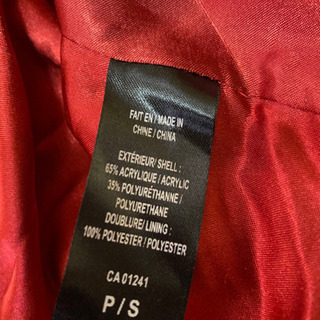 FAIT EN / MADE IN
CHINE / CHINA
EXTÉRIEUR/ SHELL :
65% ACRYLIQUE / ACRYLIC
35% POLYURÉTHANNE /
POLYURETHANE
DOUBLURE/ LINING :
100% POLYESTER / POLYESTER
CA 01241
P / S